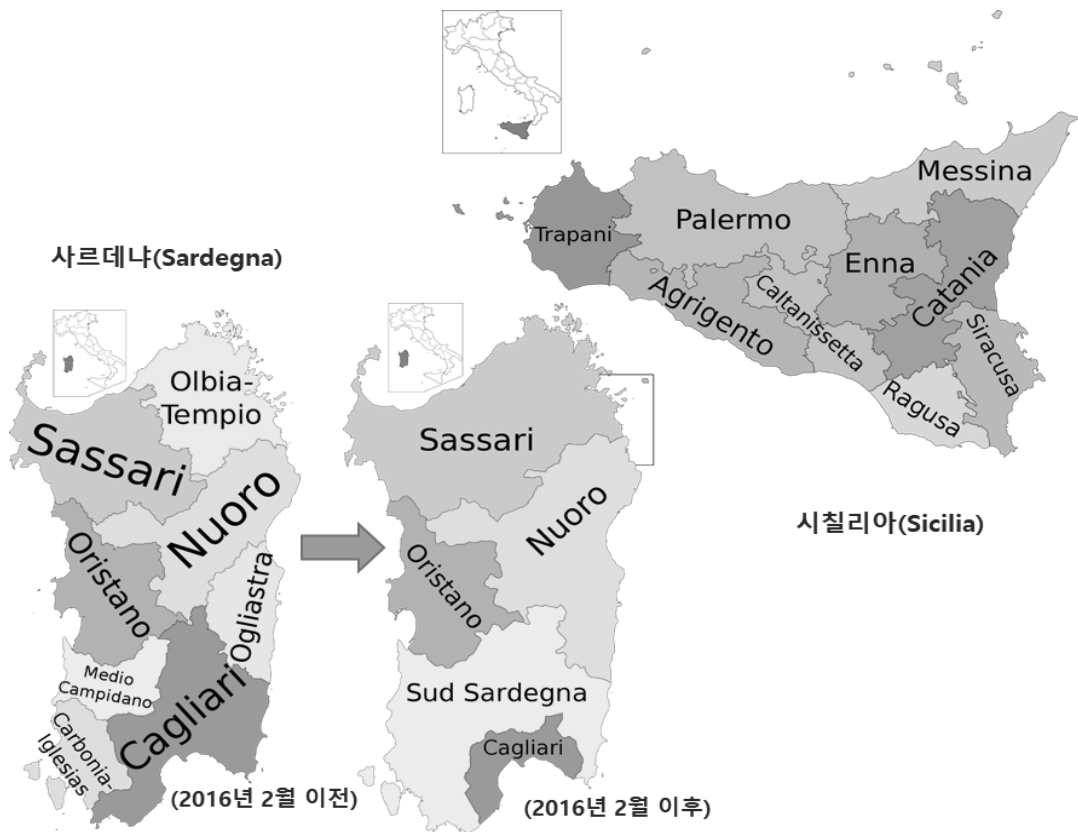 Messina
Palermo
Trapani
Enna
Catania
Agrigento
Caltanissetta
Siracusa
Ragusa
시칠리아(Sicilia)
사르데냐(Sardegna)
Olbia-
Tempio
Sassari
Nuoro
Oristano
Ogliastra
Medio
Campidano
Cagliari
Carbonia-
Iglesias
(2016년 2월 이전)
Sassari
Nuoro
Oristano
Sud Sardegna
Cagliari
(2016년 2월 이후)